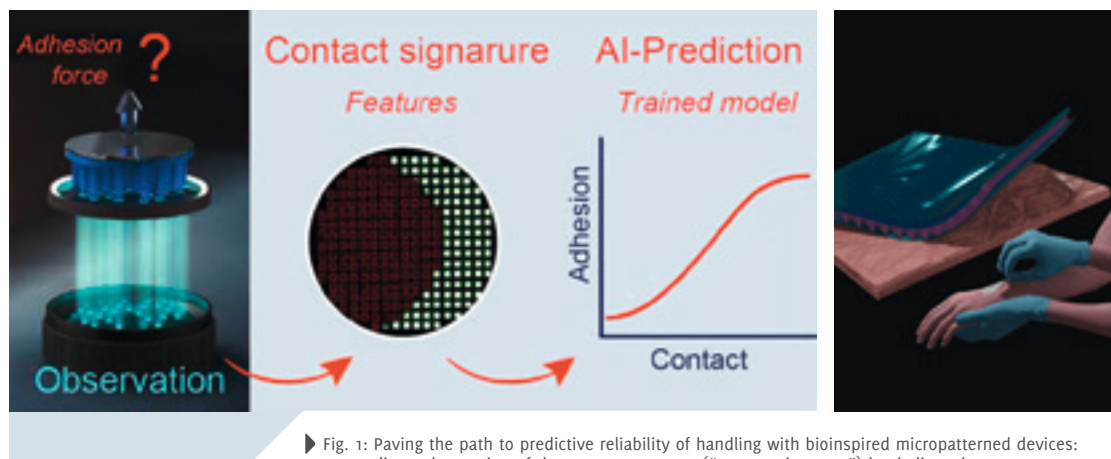 Adhesion
force
?
Contact signarure
Features
AI-Prediction
Trained model
Adhesion
Contact
Observation
Fig. 1: Paving the path to predictive reliability of handling with bioinspired micropatterned devices: